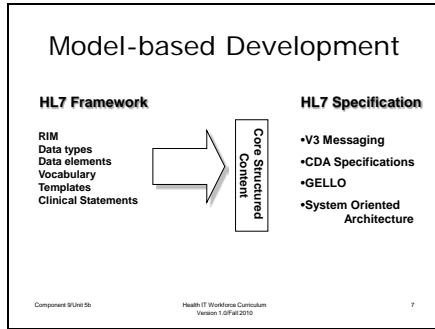 Model-based Development
HL7 Framework
RIM
Data types
Data elements
Vocabulary
Templates
Clinical Statements
Core Structured
Content
HL7 Specification
•V3 Messaging
•CDA Specifications
•GELLO
•System Oriented
Architecture
Component 9/Unit 5b
Health IT Workforce Curriculum
Version 1.0/Fall 2010
7